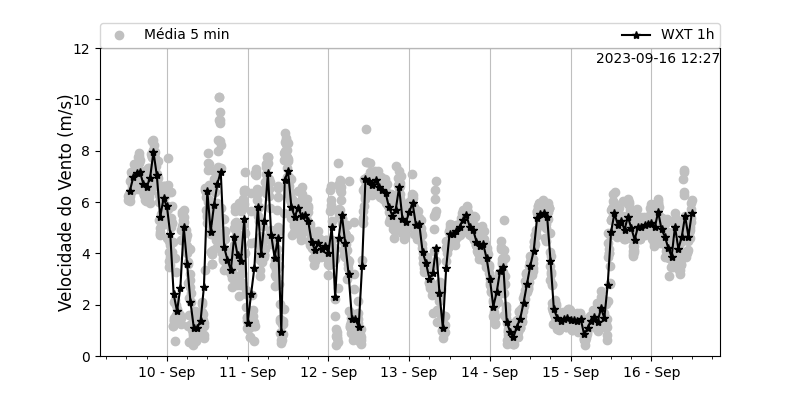 Média 5 min
WXT 1h
2023-09-16 12:27
Velocidade do Vento (m/s)
12
10
8
6
4
2
0
10 - Sep
11 - Sep
12 - Sep
13 - Sep
14 - Sep
15 - Sep
16 - Sep